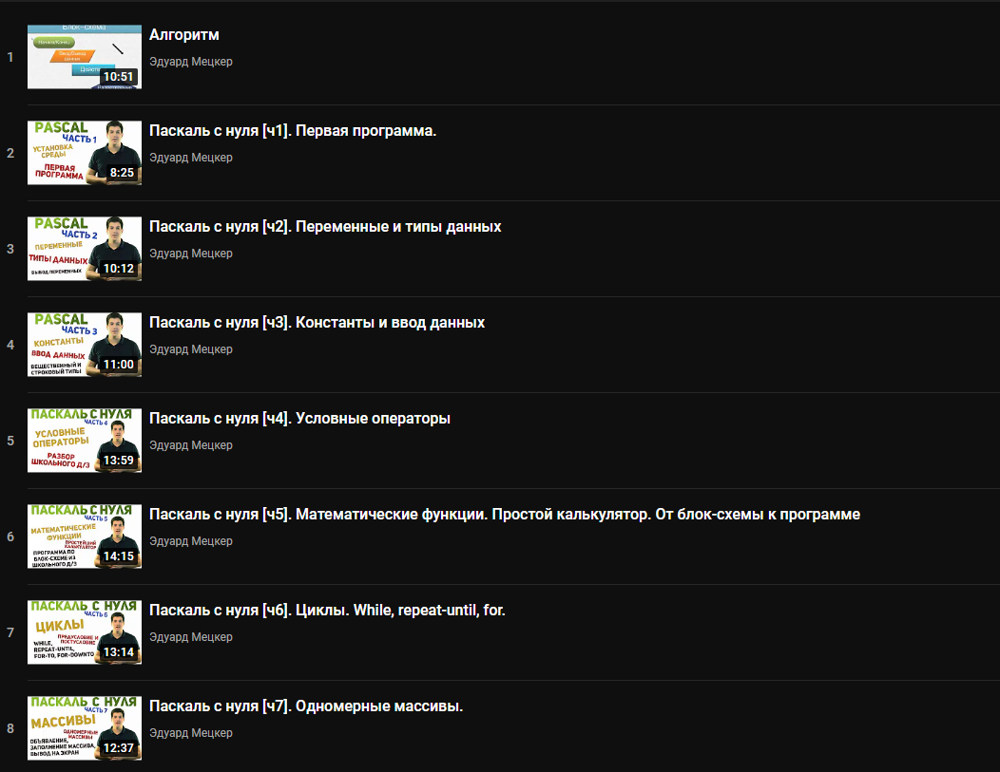 1
Блок-схема
Начало/Конец
Ввод/Вывод
данных
Действ
10:51
Алгоритм
Эдуард Мецкер
2
PASCAL
ЧАСТЬ 1
УСТАНОВКА
СРЕДЫ
ПЕРВАЯ
ПРОГРАММА
8:25
Паскаль с нуля [ч1]. Первая программа.
Эдуард Мецкер
3
PASCAL
ЧАСТЬ 2
ПЕРЕМЕННЫЕ
ТИПЫ ДАННЫХ
ВЫВОД ПЕРЕМЕННЫХ
10:12
Паскаль с нуля [ч2]. Переменные и типы данных
Эдуард Мецкер
4
PASCAL
ЧАСТЬ 3
КОНСТАНТЫ
ВВОД ДАННЫХ
ВЕЩЕСТВЕННЫЙ И
СТРОКОВЫЙ ТИПЫ
11:00
Паскаль с нуля [ч3]. Константы и ввод данных
Эдуард Мецкер
5
ПАСКАЛЬ С НУЛЯ
ЧАСТЬ 4
УСЛОВНЫЕ
ОПЕРАТОРЫ
РАЗБОР
ШКОЛЬНОГО Д/З
13:59
Паскаль с нуля [ч4]. Условные операторы
Эдуард Мецкер
6
ПАСКАЛЬ С НУЛЯ
ЧАСТЬ 5
МАТЕМАТИЧЕСКИЕ
ФУНКЦИИ
ПРОСТЕЙШИЙ
КАЛЬКУЛЯТОР
ПРОГРАММА ПО
БЛОК-СХЕМЕ ИЗ
ШКОЛЬНОГО Д/З
14:15
Паскаль с нуля [ч5]. Математические функции. Простой калькулятор. От блок-схемы к программе
Эдуард Мецкер
7
ПАСКАЛЬ С НУЛЯ
ЧАСТЬ 6
ЦИКЛЫ
ПРЕДУСЛОВИЕ И
ПОСТУСЛОВИЕ
WHILE,
REPEAT-UNTIL,
FOR-TO, FOR-DOWNTO
13:14
Паскаль с нуля [ч6]. Циклы. While, repeat-until, for.
Эдуард Мецкер
8
ПАСКАЛЬ С НУЛЯ
ЧАСТЬ 7
МАССИВЫ
ОДНОМЕРНЫЕ
МАССИВЫ
ОБЪЯВЛЕНИЕ,
ЗАПОЛНЕНИЕ МАССИВА,
ВЫВОД НА ЭКРАН
12:37
Паскаль с нуля [ч7]. Одномерные массивы.
Эдуард Мецкер